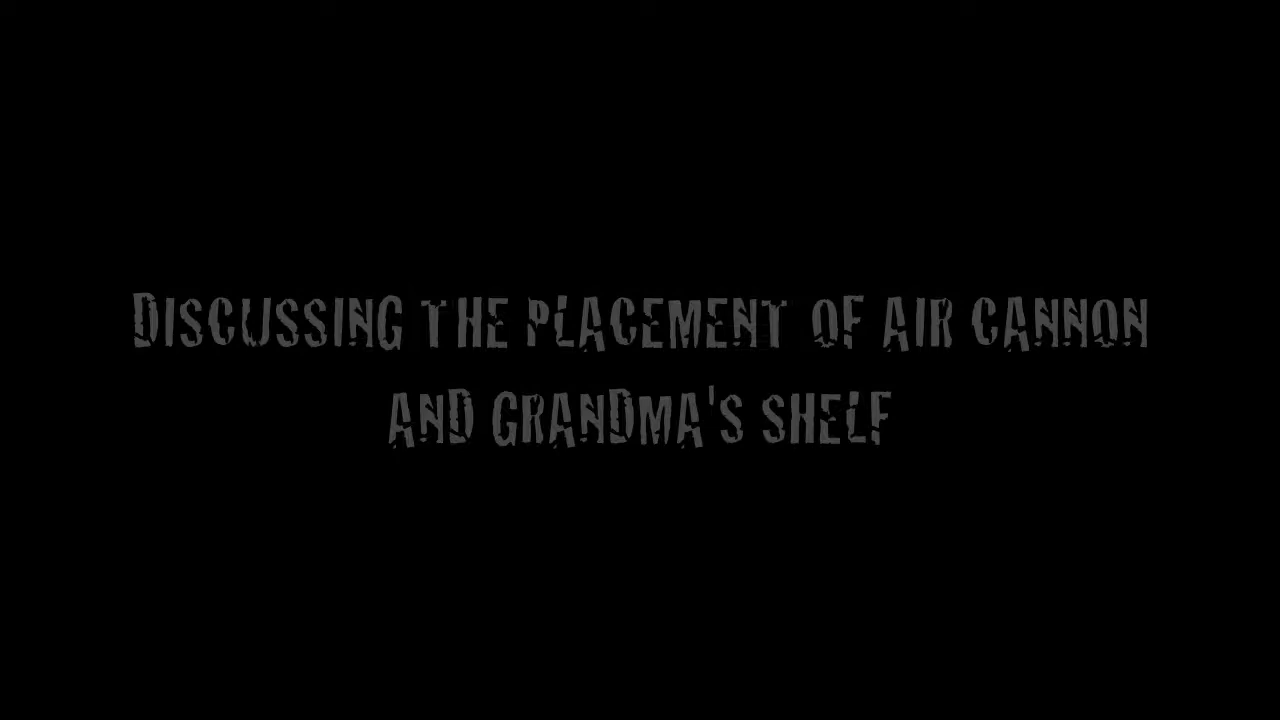 DISCUSSING THE PLACEMENT OF AIR CANNON
AND GRANDMA'S SHELF